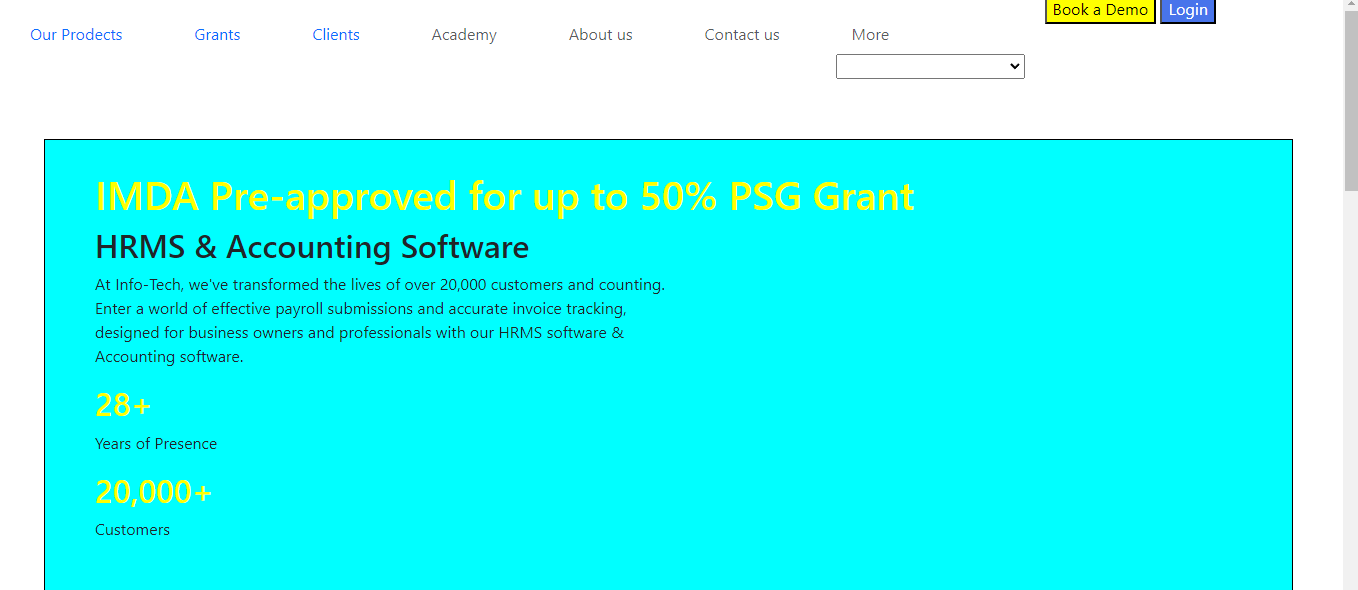 Book a Demo Login
Our Prodects Grants Clients Academy About us Contact us More
IMDA Pre-approved for up to 50% PSG Grant
HRMS & Accounting Software
At Info-Tech, we've transformed the lives of over 20,000 customers and counting.
Enter a world of effective payroll submissions and accurate invoice tracking,
designed for business owners and professionals with our HRMS software &
Accounting software.
28+
Years of Presence
20,000+
Customers